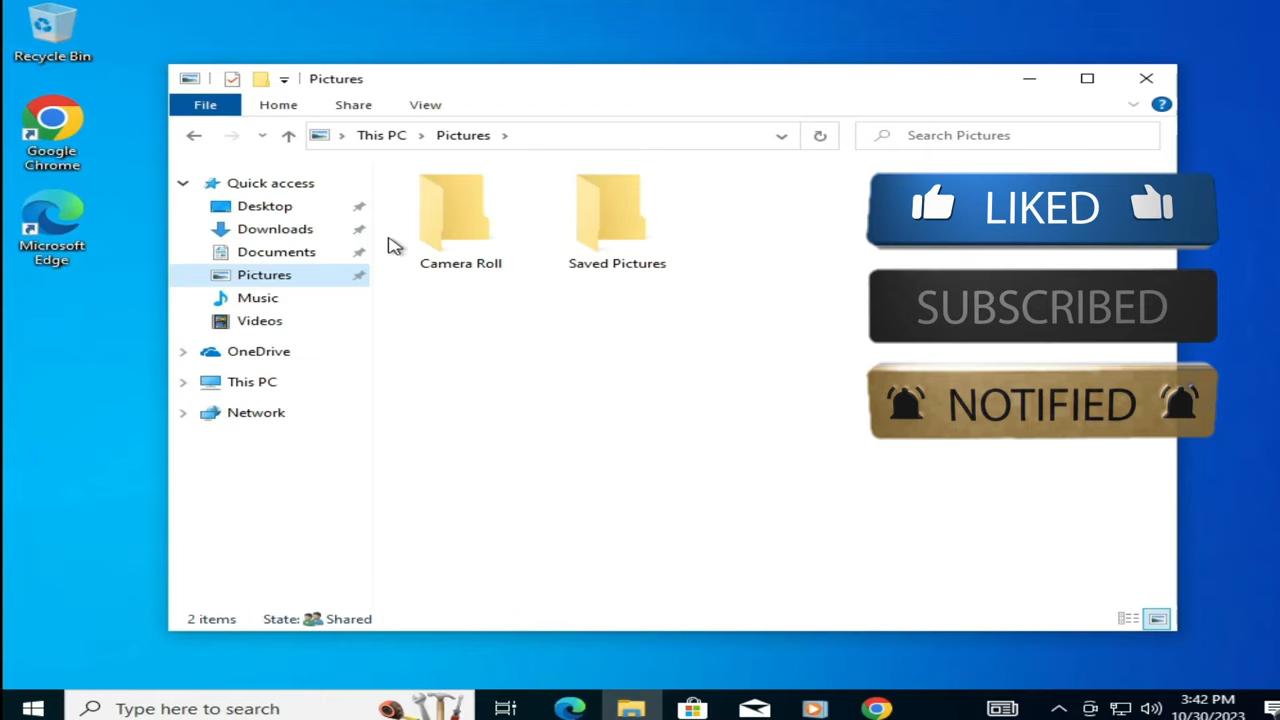 Recycle Bin
Google
Chrome
Microsoft
Edge
Pictures
File Home Share View
This PC Pictures
Search Pictures
Quick access
Desktop
Downloads
Documents
Pictures
Music
Videos
OneDrive
This PC
Network
Camera Roll
Saved Pictures
LIKED
SUBSCRIBED
NOTIFIED
2 items State: Shared
Type here to search
3:42 PM
10/30/2023